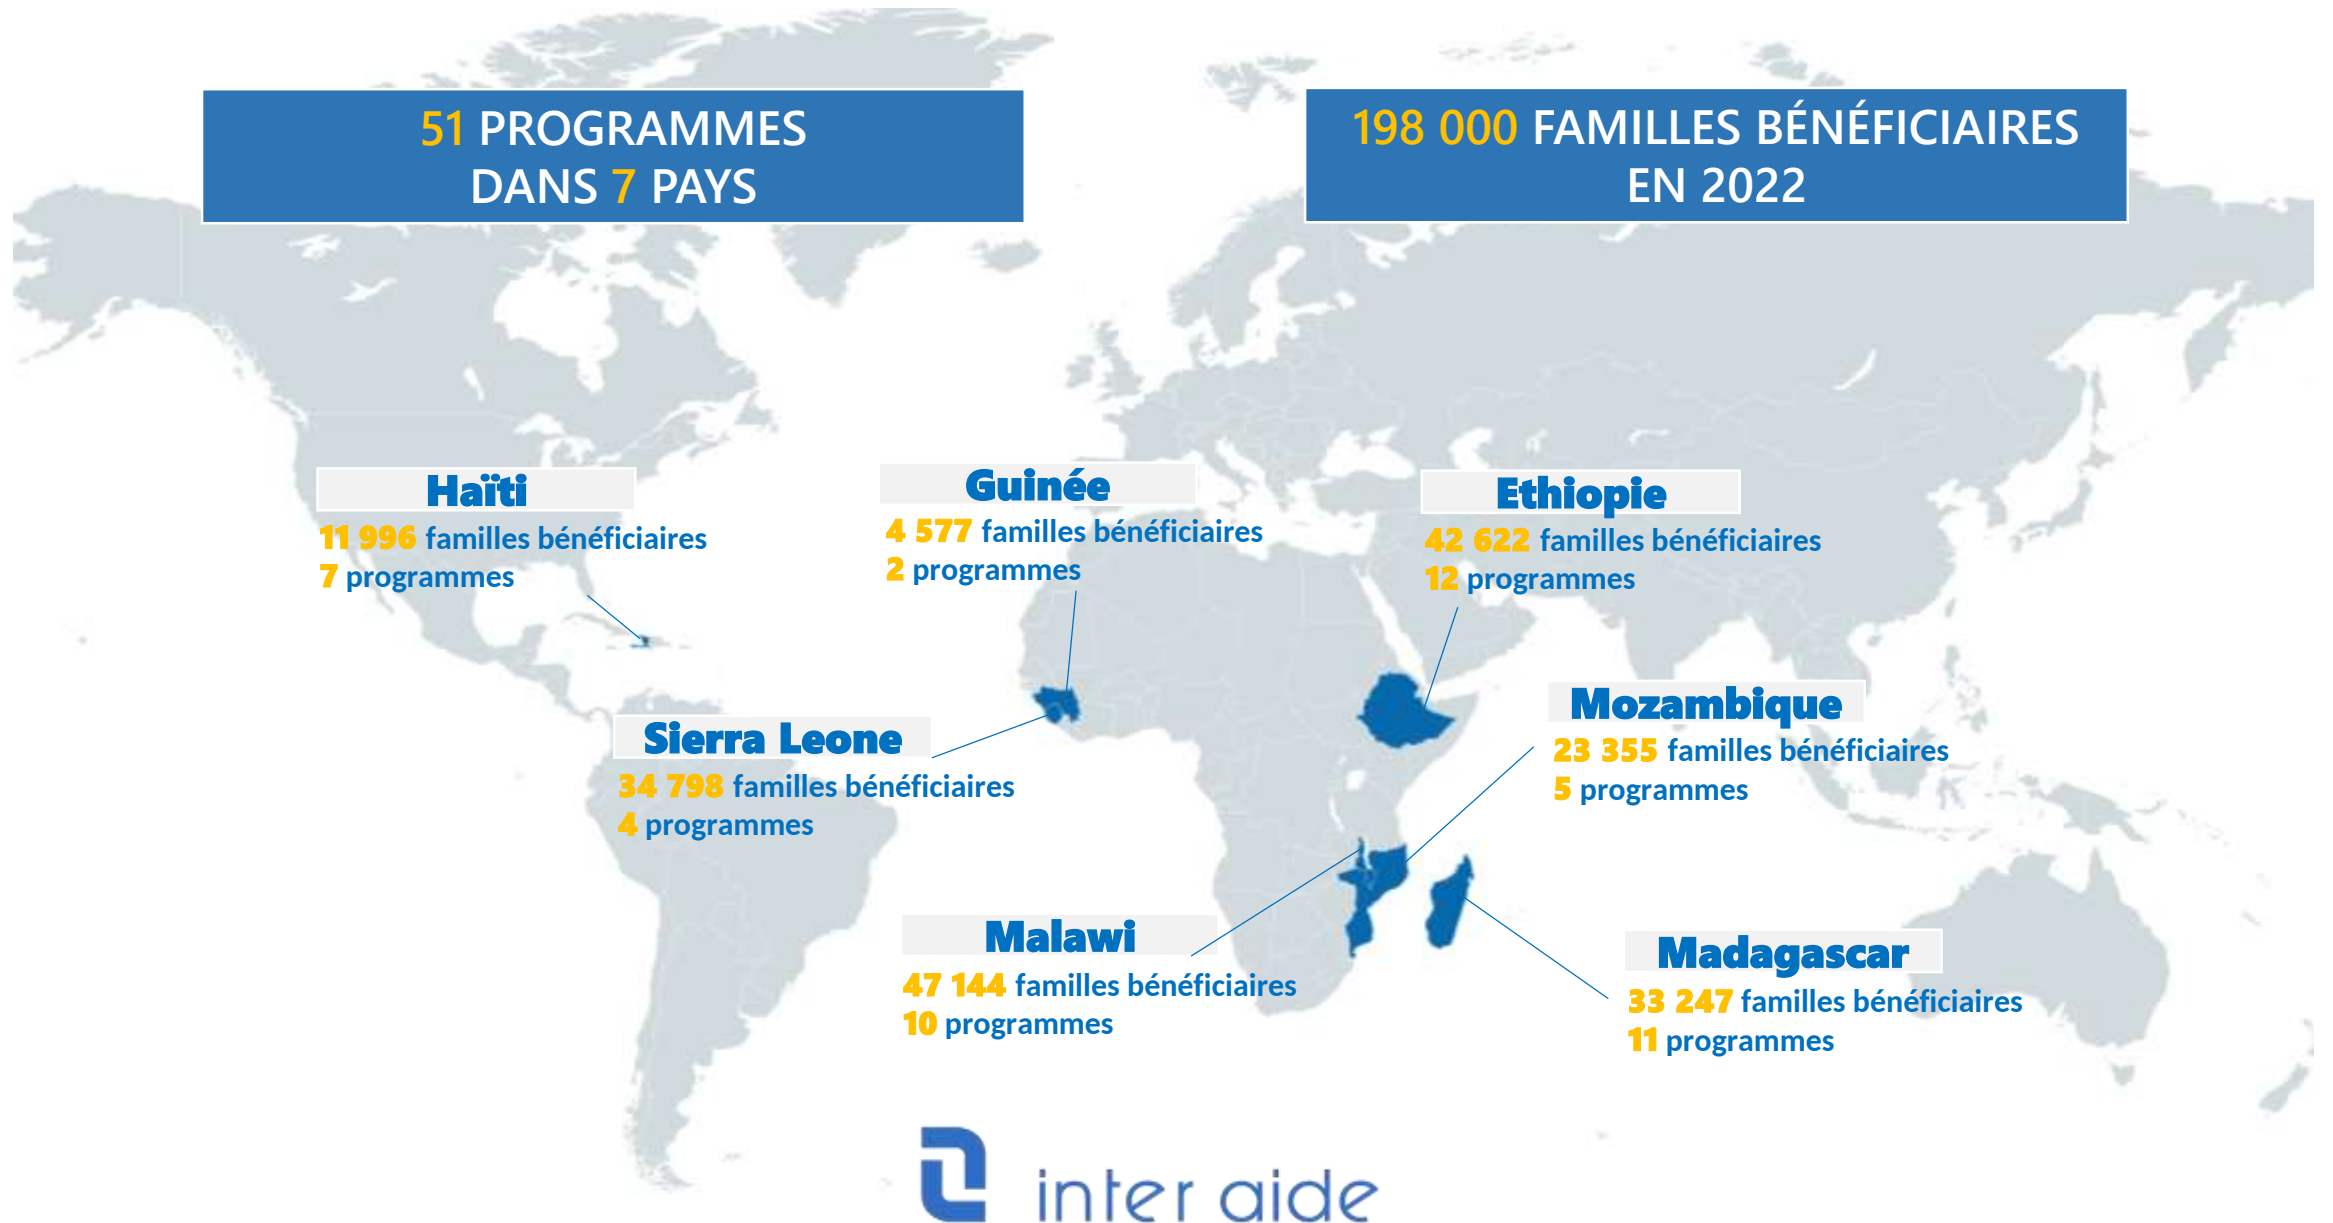 51 PROGRAMMES
DANS 7 PAYS
198 000 FAMILLES BÉNÉFICIAIRES
EN 2022
Haïti
11 996 familles bénéficiaires
7 programmes
Guinée
4 577 familles bénéficiaires
2 programmes
Ethiopie
42 622 familles bénéficiaires
12 programmes
Sierra Leone
34 798 familles bénéficiaires
4 programmes
Mozambique
23 355 familles bénéficiaires
5 programmes
Malawi
47 144 familles bénéficiaires
10 programmes
Madagascar
33 247 familles bénéficiaires
11 programmes
inter aide